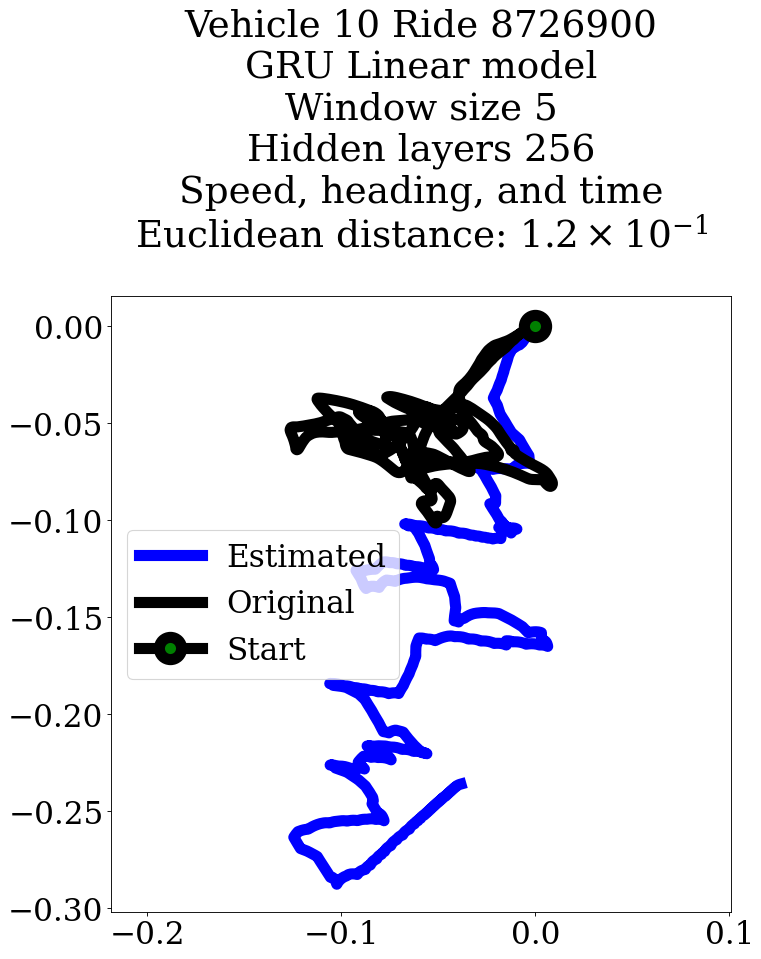 Vehicle 10 Ride 8726900
GRU Linear model
Window size 5
Hidden layers 256
Speed, heading, and time
Euclidean distance: 1.2 × 10⁻¹
0.00
−0.05
−0.10
−0.15
−0.20
−0.25
−0.30
Estimated
Original
Start
−0.2
−0.1
0.0
0.1